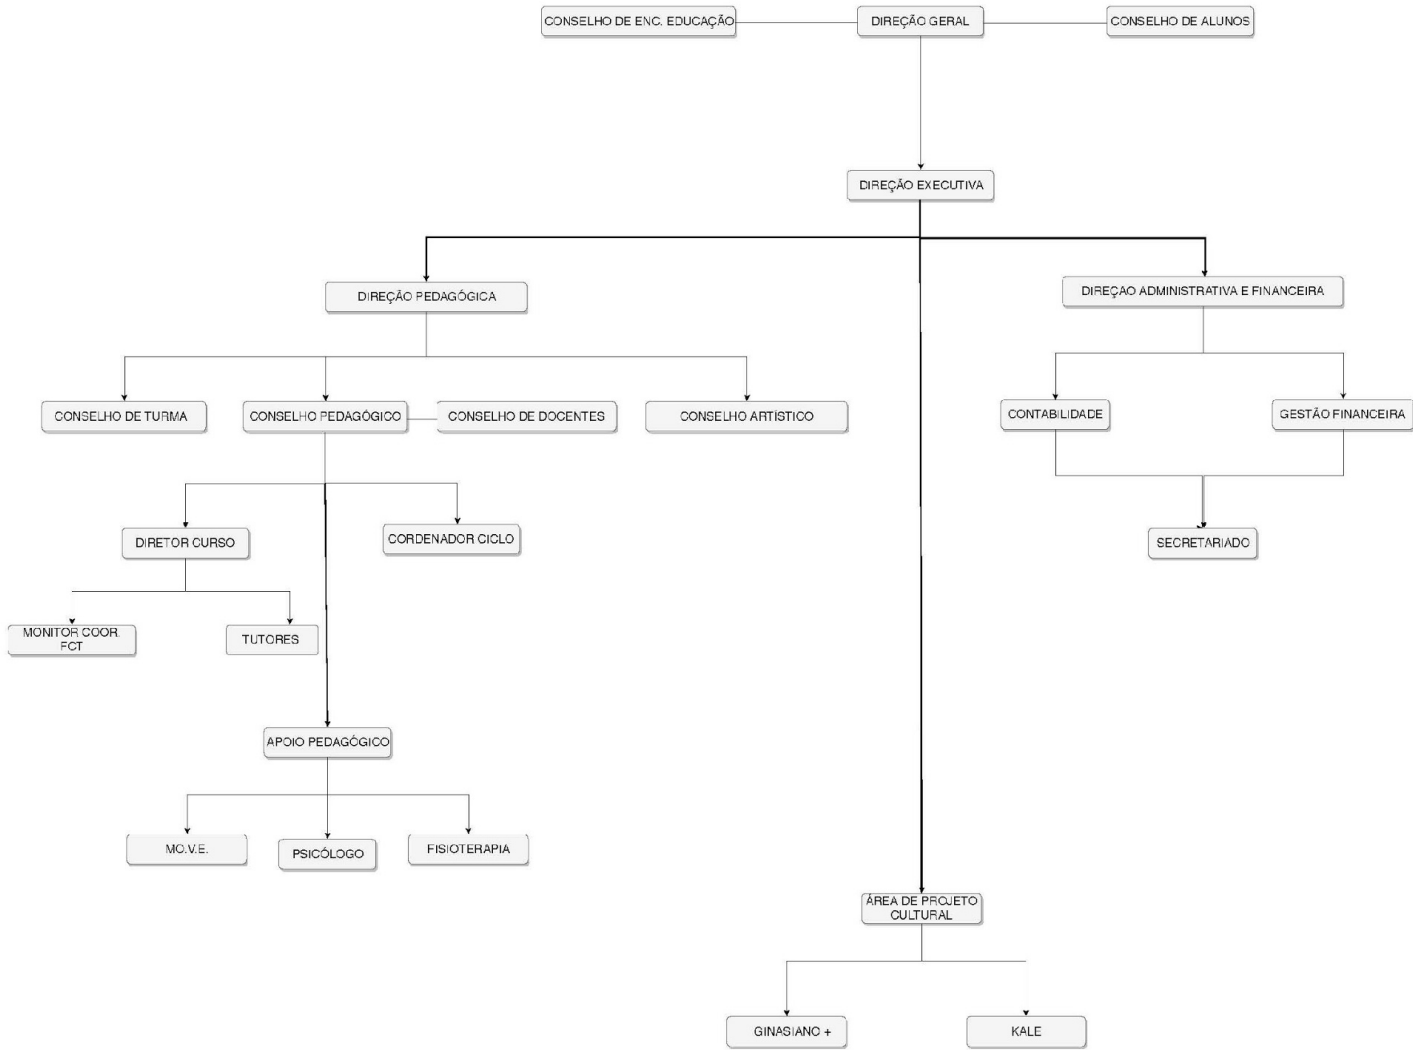 CONSELHO DE ENC. EDUCAÇÃO
DIREÇÃO GERAL
CONSELHO DE ALUNOS
DIREÇÃO EXECUTIVA
DIREÇÃO PEDAGÓGICA
DIREÇAO ADMINISTRATIVA E FINANCEIRA
CONSELHO DE TURMA
CONSELHO PEDAGÓGICO
CONSELHO DE DOCENTES
CONSELHO ARTÍSTICO
CONTABILIDADE
GESTÃO FINANCEIRA
DIRETOR CURSO
CORDENADOR CICLO
SECRETARIADO
MONITOR COOR.
FCT
TUTORES
APOIO PEDAGÓGICO
MO.V.E.
PSICÓLOGO
FISIOTERAPIA
ÁREA DE PROJETO
CULTURAL
GINASIANO +
KALE